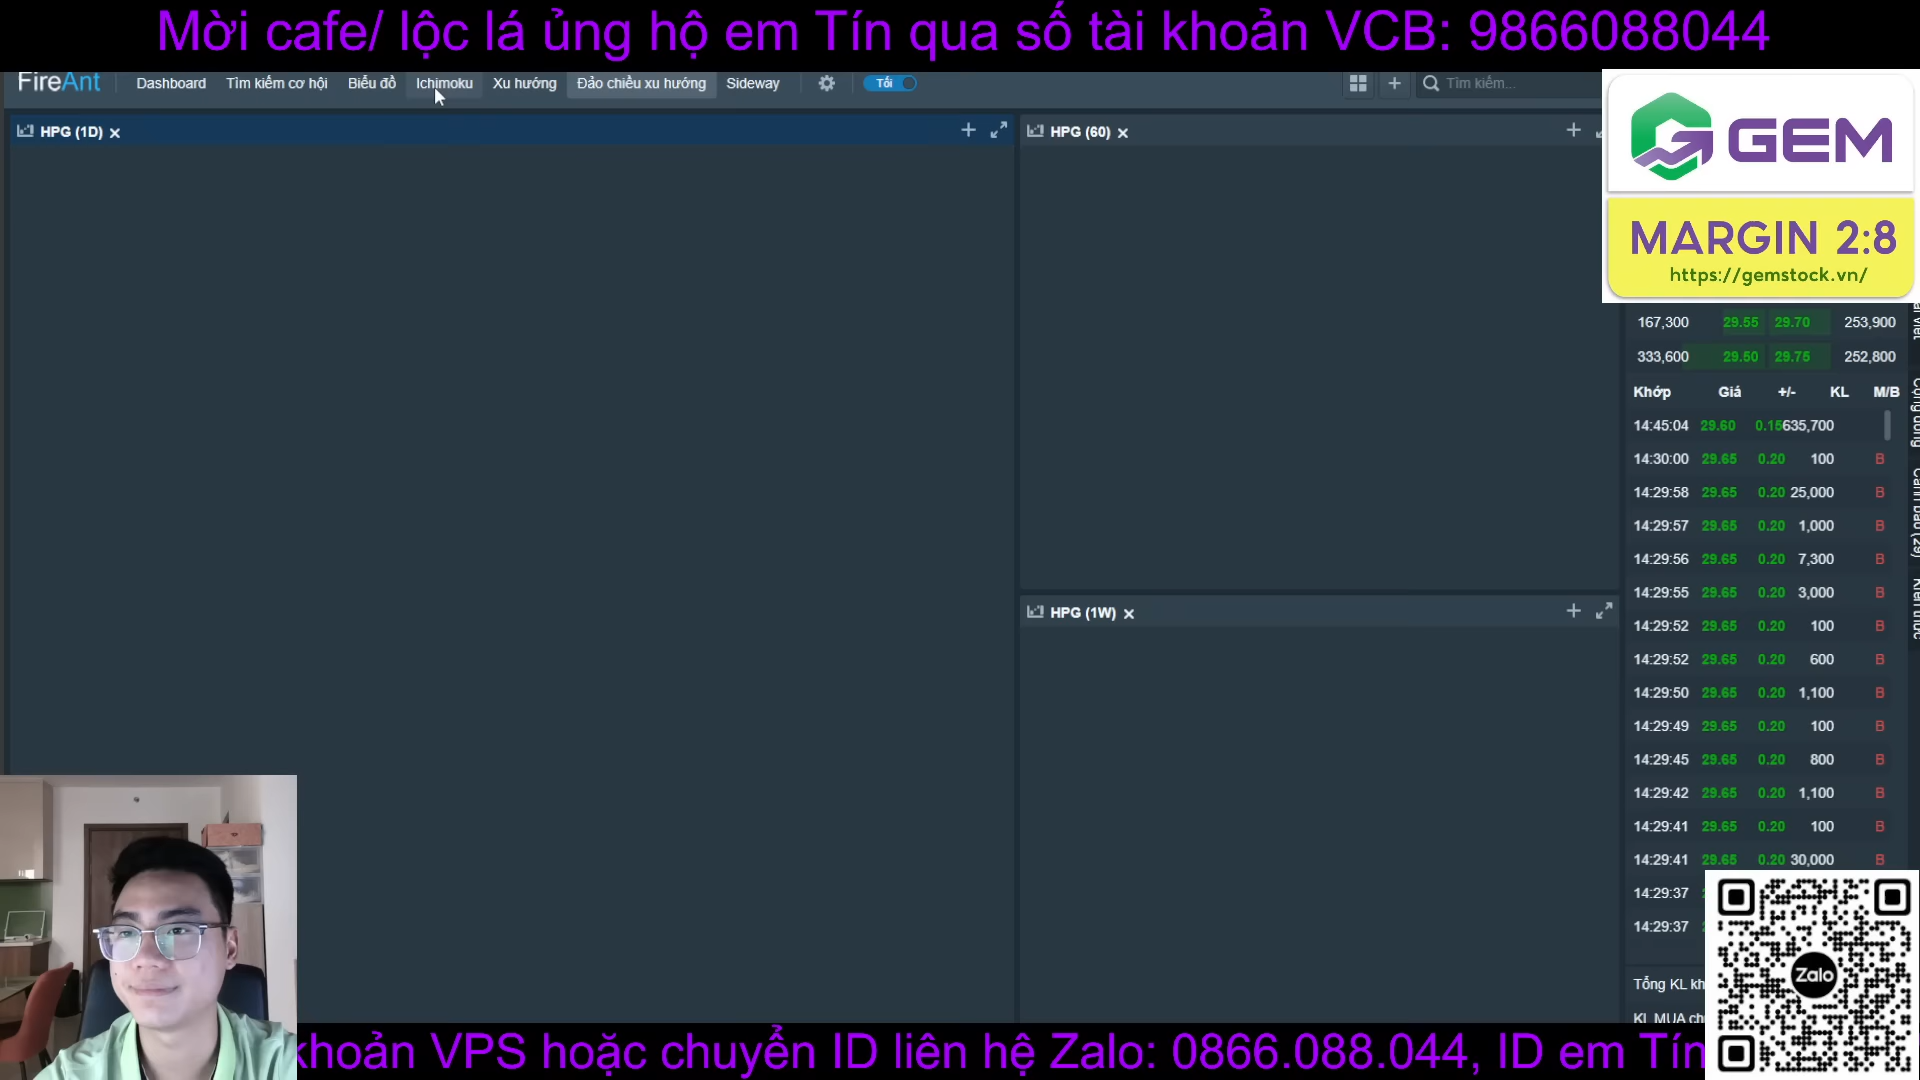 Mời cafe/ lộc lá ủng hộ em Tín qua số tài khoản VCB: 9866088044
FireAnt Dashboard Tìm kiếm cơ hội Biểu đồ Ichimoku Xu hướng Đảo chiều xu hướng Sideway Tối Tìm kiếm...
HPG (1D) HPG (60)
GEM
MARGIN 2:8
https://gemstock.vn/
167,300 29.55 29.70 253,900
333,600 29.50 29.75 252,800
Khớp Giá +/- KL M/B
14:45:04 29.60 0.15 635,700
14:30:00 29.65 0.20 100 B
14:29:58 29.65 0.20 25,000 B
14:29:57 29.65 0.20 1,000 B
14:29:56 29.65 0.20 7,300 B
14:29:55 29.65 0.20 3,000 B
HPG (1W)
14:29:52 29.65 0.20 100 B
14:29:52 29.65 0.20 600 B
14:29:50 29.65 0.20 1,100 B
14:29:49 29.65 0.20 100 B
14:29:45 29.65 0.20 800 B
14:29:42 29.65 0.20 1,100 B
14:29:41 29.65 0.20 100 B
14:29:41 29.65 0.20 30,000 B
14:29:37
14:29:37
Zalo
Tổng KL kh
KL MUA ch
khoản VPS hoặc chuyển ID liên hệ Zalo: 0866.088.044, ID em Tín